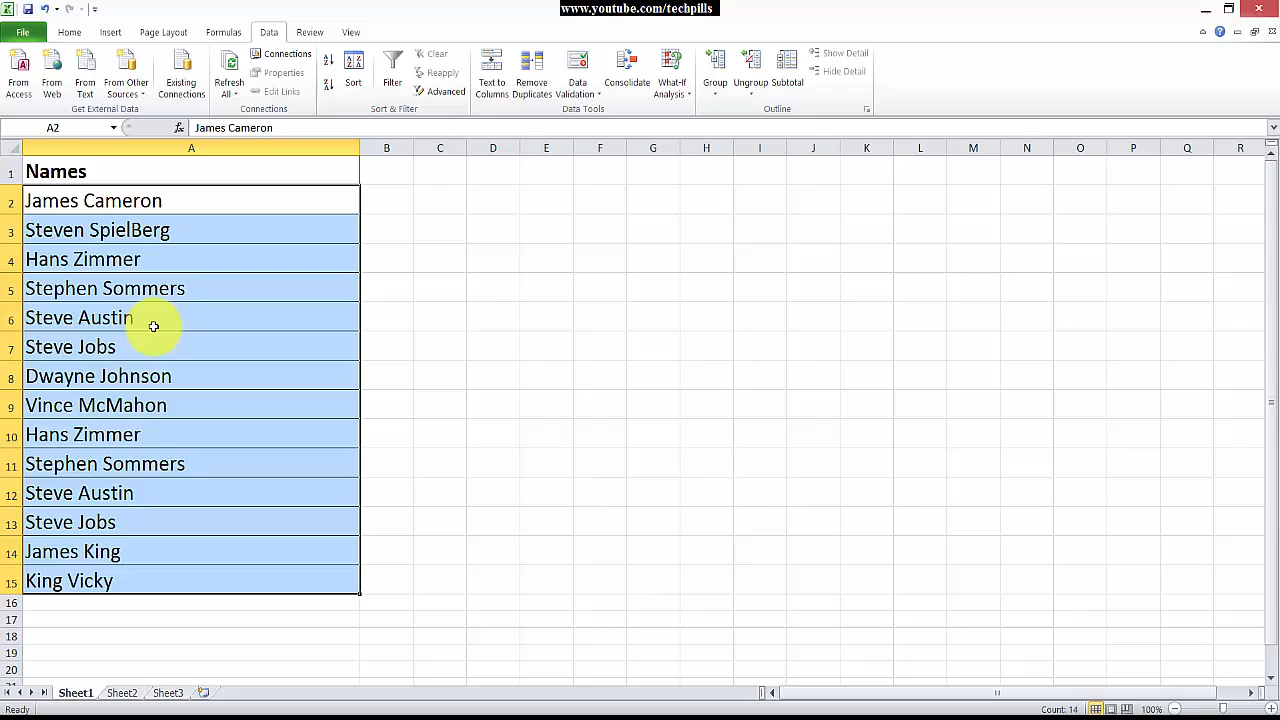 www.youtube.com/techpills
File Home Insert Page Layout Formulas Data Review View
From Access
From Web
From Text
From Other Sources
Existing Connections
Get External Data
Refresh All
Connections
Properties
Edit Links
Connections
Sort
Filter
Clear
Reapply
Advanced
Sort & Filter
Text to Columns
Remove Duplicates
Data Validation
Consolidate
What-If Analysis
Data Tools
Group
Ungroup
Subtotal
Show Detail
Hide Detail
Outline
A2 fx James Cameron
A B C D E F G H I J K L M N O P Q R
1 Names
2 James Cameron
3 Steven SpielBerg
4 Hans Zimmer
5 Stephen Sommers
6 Steve Austin
7 Steve Jobs
8 Dwayne Johnson
9 Vince McMahon
10 Hans Zimmer
11 Stephen Sommers
12 Steve Austin
13 Steve Jobs
14 James King
15 King Vicky
16
17
18
19
20
Sheet1 Sheet2 Sheet3
Ready Count: 14 100%